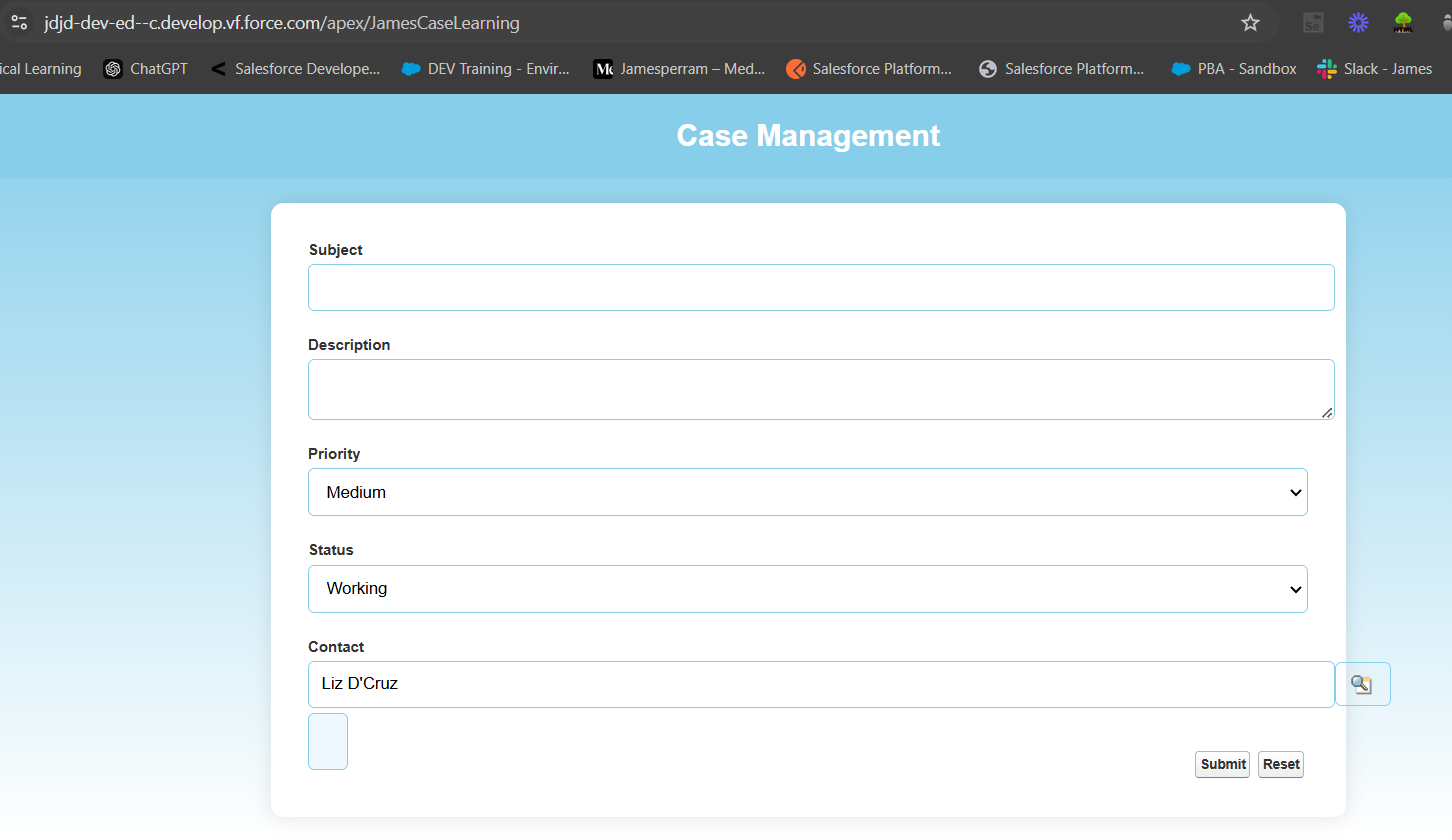 jdjd-dev-ed--c.develop.vf.force.com/apex/JamesCaseLearning
ical Learning ChatGPT Salesforce Develope... DEV Training - Envir... Jamesperram – Med... Salesforce Platform... Salesforce Platform... PBA - Sandbox Slack - James
Case Management
Subject
Description
Priority
Medium
Status
Working
Contact
Liz D'Cruz
Submit Reset